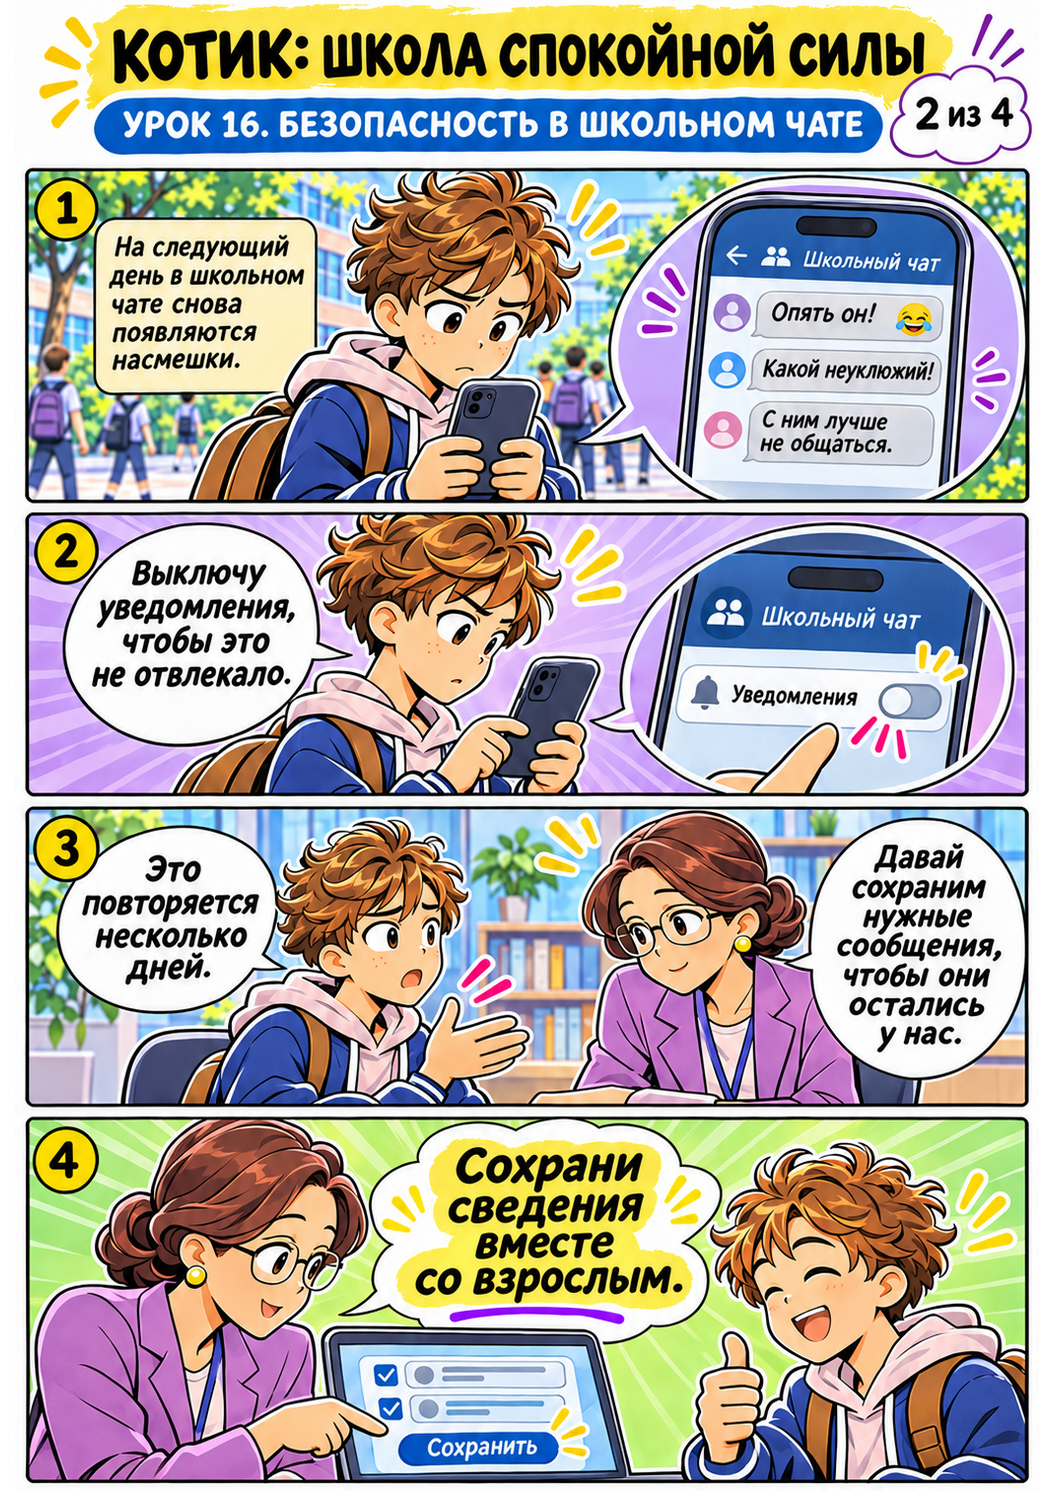 КОТИК: ШКОЛА СПОКОЙНОЙ СИЛЫ
УРОК 16. БЕЗОПАСНОСТЬ В ШКОЛЬНОМ ЧАТЕ
2 из 4
1
На следующий
день в школьном
чате снова
появляются
насмешки.
Школьный чат
Опять он! 😂
Какой неуклюжий!
С ним лучше
не общаться.
2
Выключу
уведомления,
чтобы это
не отвлекало.
Школьный чат
Уведомления
3
Это
повторяется
несколько
дней.
Давай
сохраним
нужные
сообщения,
чтобы они
остались
у нас.
4
Сохрани
сведения
вместе
со взрослым.
Сохранить